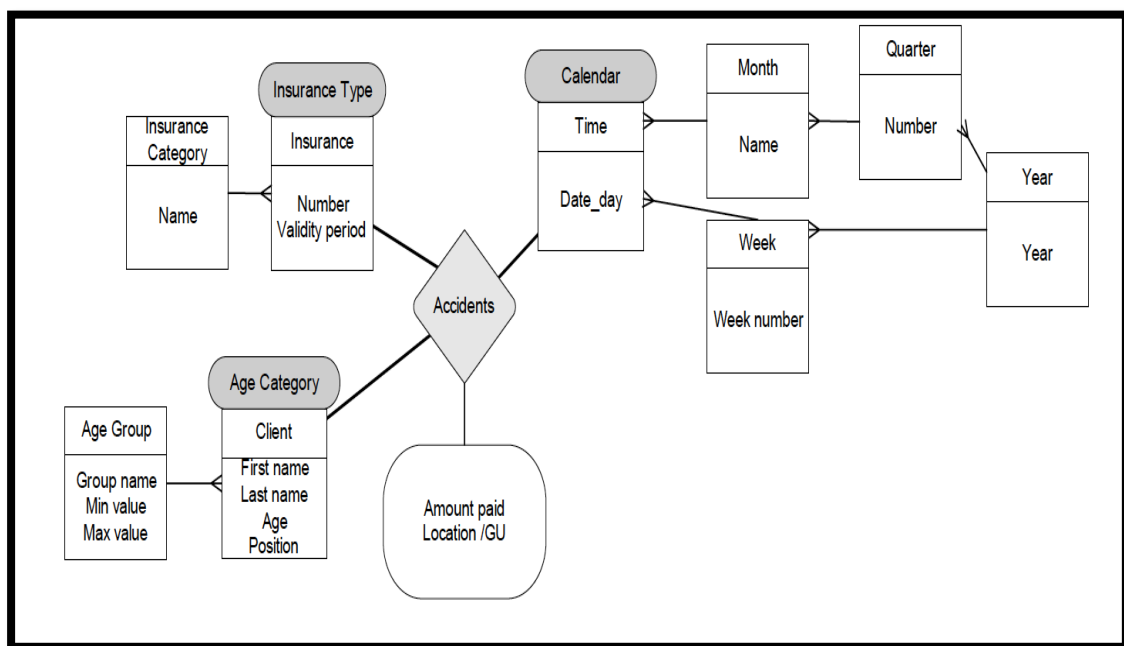 Insurance Type
Insurance
Number
Validity period
Insurance
Category
Name
Calendar
Time
Date_day
Month
Name
Quarter
Number
Year
Year
Week
Week number
Accidents
Age Category
Client
First name
Last name
Age
Position
Age Group
Group name
Min value
Max value
Amount paid
Location /GU